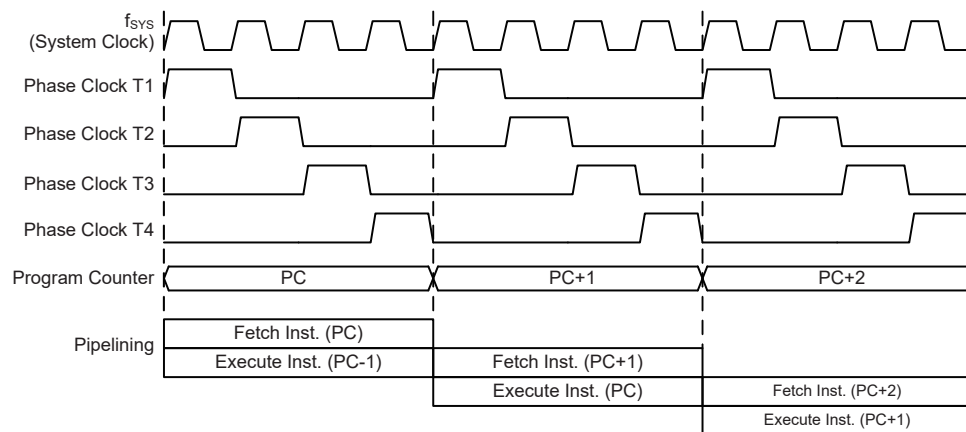 fSYS
(System Clock)
Phase Clock T1
Phase Clock T2
Phase Clock T3
Phase Clock T4
Program Counter PC PC+1 PC+2
Pipelining
Fetch Inst. (PC)
Execute Inst. (PC-1) Fetch Inst. (PC+1)
Execute Inst. (PC) Fetch Inst. (PC+2)
Execute Inst. (PC+1)